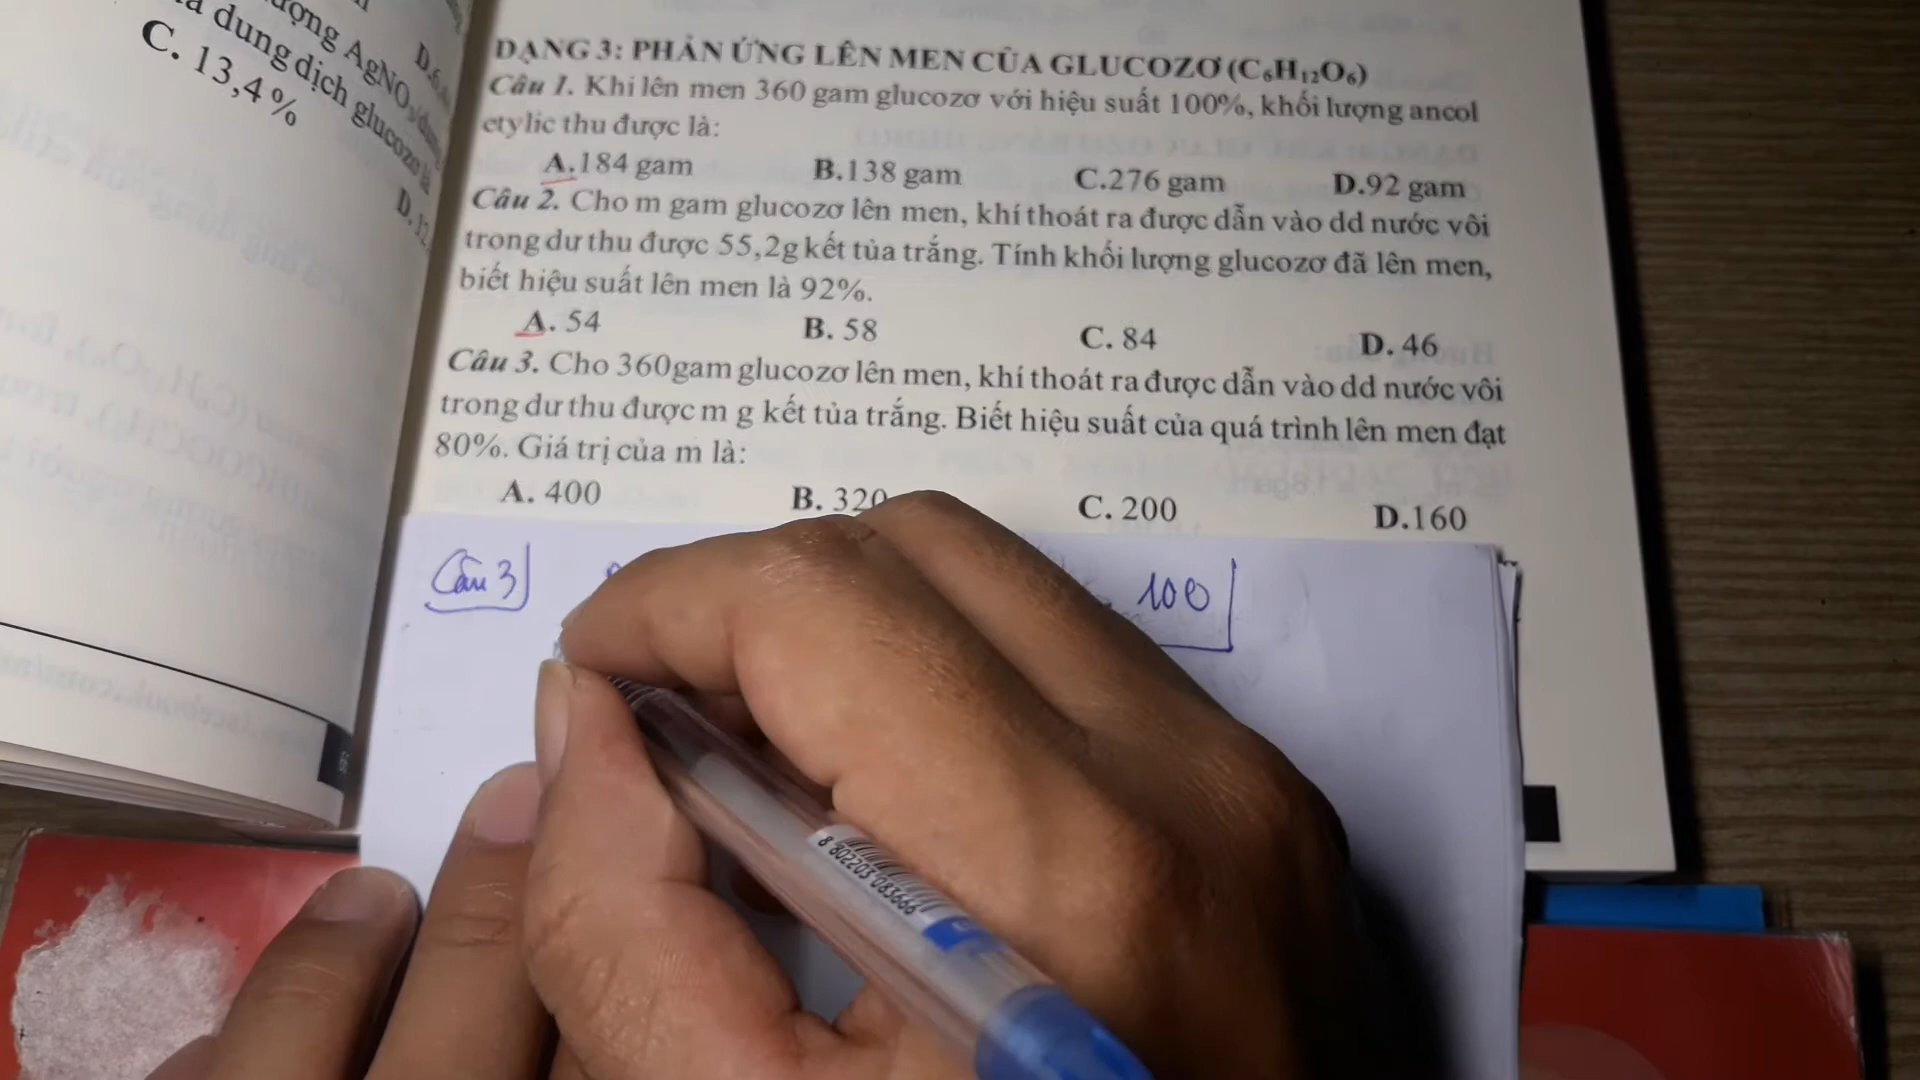 C. 13,4 %
DẠNG 3: PHẢN ỨNG LÊN MEN CỦA GLUCOZƠ (C₆H₁₂O₆)
Câu 1. Khi lên men 360 gam glucozơ với hiệu suất 100%, khối lượng ancol
etylic thu được là:
A.184 gam B.138 gam C.276 gam D.92 gam
Câu 2. Cho m gam glucozơ lên men, khí thoát ra được dẫn vào dd nước vôi
trong dư thu được 55,2g kết tủa trắng. Tính khối lượng glucozơ đã lên men,
biết hiệu suất lên men là 92%.
A. 54 B. 58 C. 84 D. 46
Câu 3. Cho 360gam glucozơ lên men, khí thoát ra được dẫn vào dd nước vôi
trong dư thu được m g kết tủa trắng. Biết hiệu suất của quá trình lên men đạt
80%. Giá trị của m là:
A. 400 B. 320 C. 200 D.160
Câu 3
100
8 802203 083666